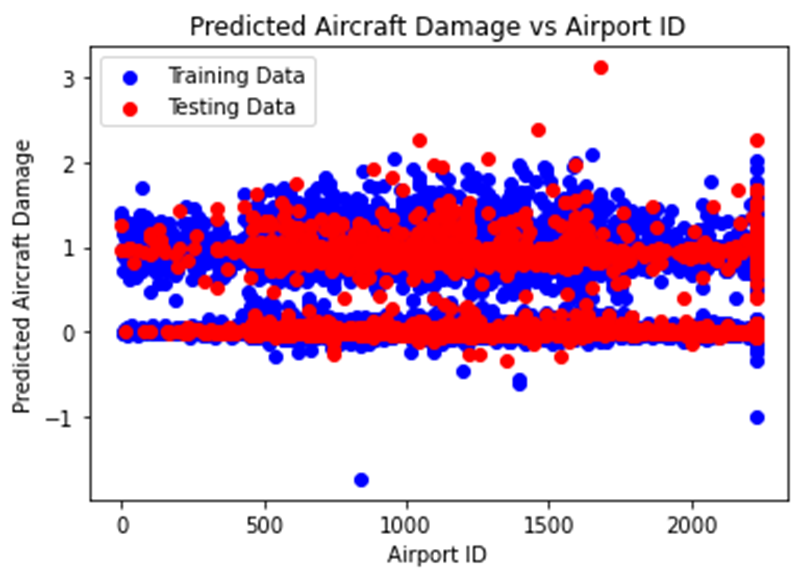 Predicted Aircraft Damage vs Airport ID
Training Data
Testing Data
Predicted Aircraft Damage
3
2
1
0
−1
0 500 1000 1500 2000
Airport ID